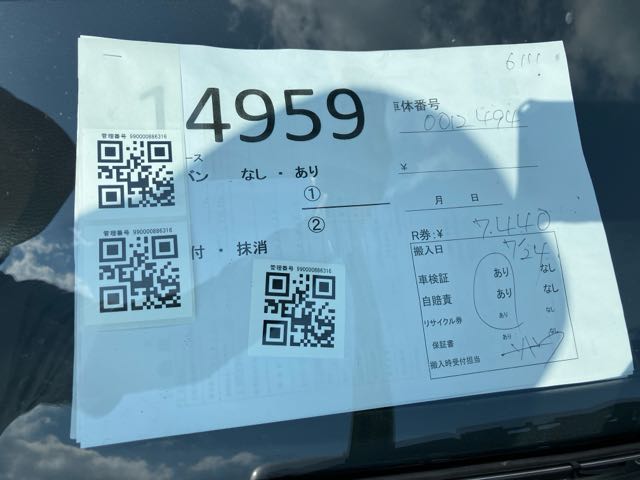 14959
6111
車体番号
0012494
管理番号 990000886316
ース
バン なし ・ あり
¥
①
月 日
②
管理番号 990000886316
R券:¥ 7,440
付 ・ 抹消
搬入日 7/24
車検証 あり なし
自賠責 あり なし
リサイクル券 あり なし
保証書 あり なし
搬入時受付担当
管理番号 990000886316